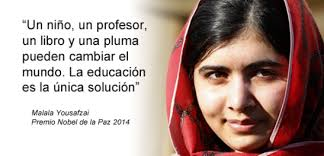 “Un niño, un profesor,
un libro y una pluma
pueden cambiar el
mundo. La educación
es la única solución”
Malala Yousafzai
Premio Nobel de la Paz 2014